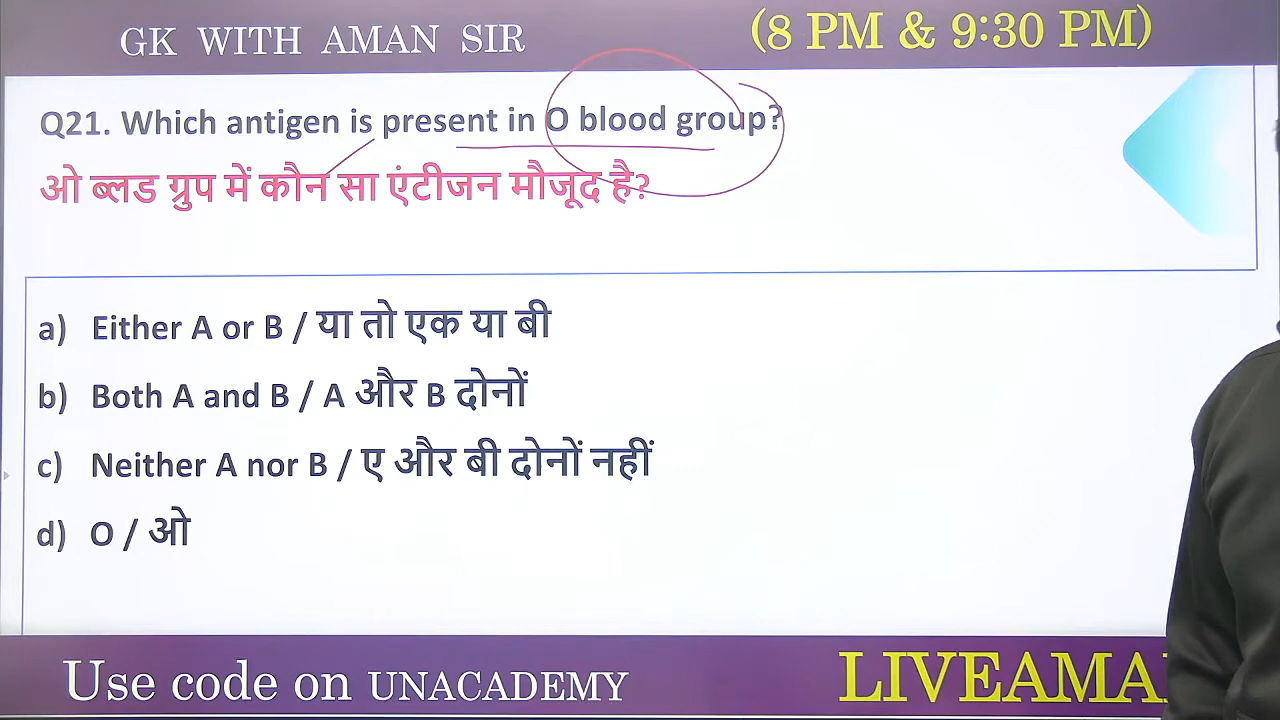 GK WITH AMAN SIR
(8 PM & 9:30 PM)
Q21. Which antigen is present in O blood group?
ओ ब्लड ग्रुप में कौन सा एंटीजन मौजूद है?
a) Either A or B / या तो एक या बी
b) Both A and B / A और B दोनों
c) Neither A nor B / ए और बी दोनों नहीं
d) O / ओ
Use code on UNACADEMY
LIVEAMA